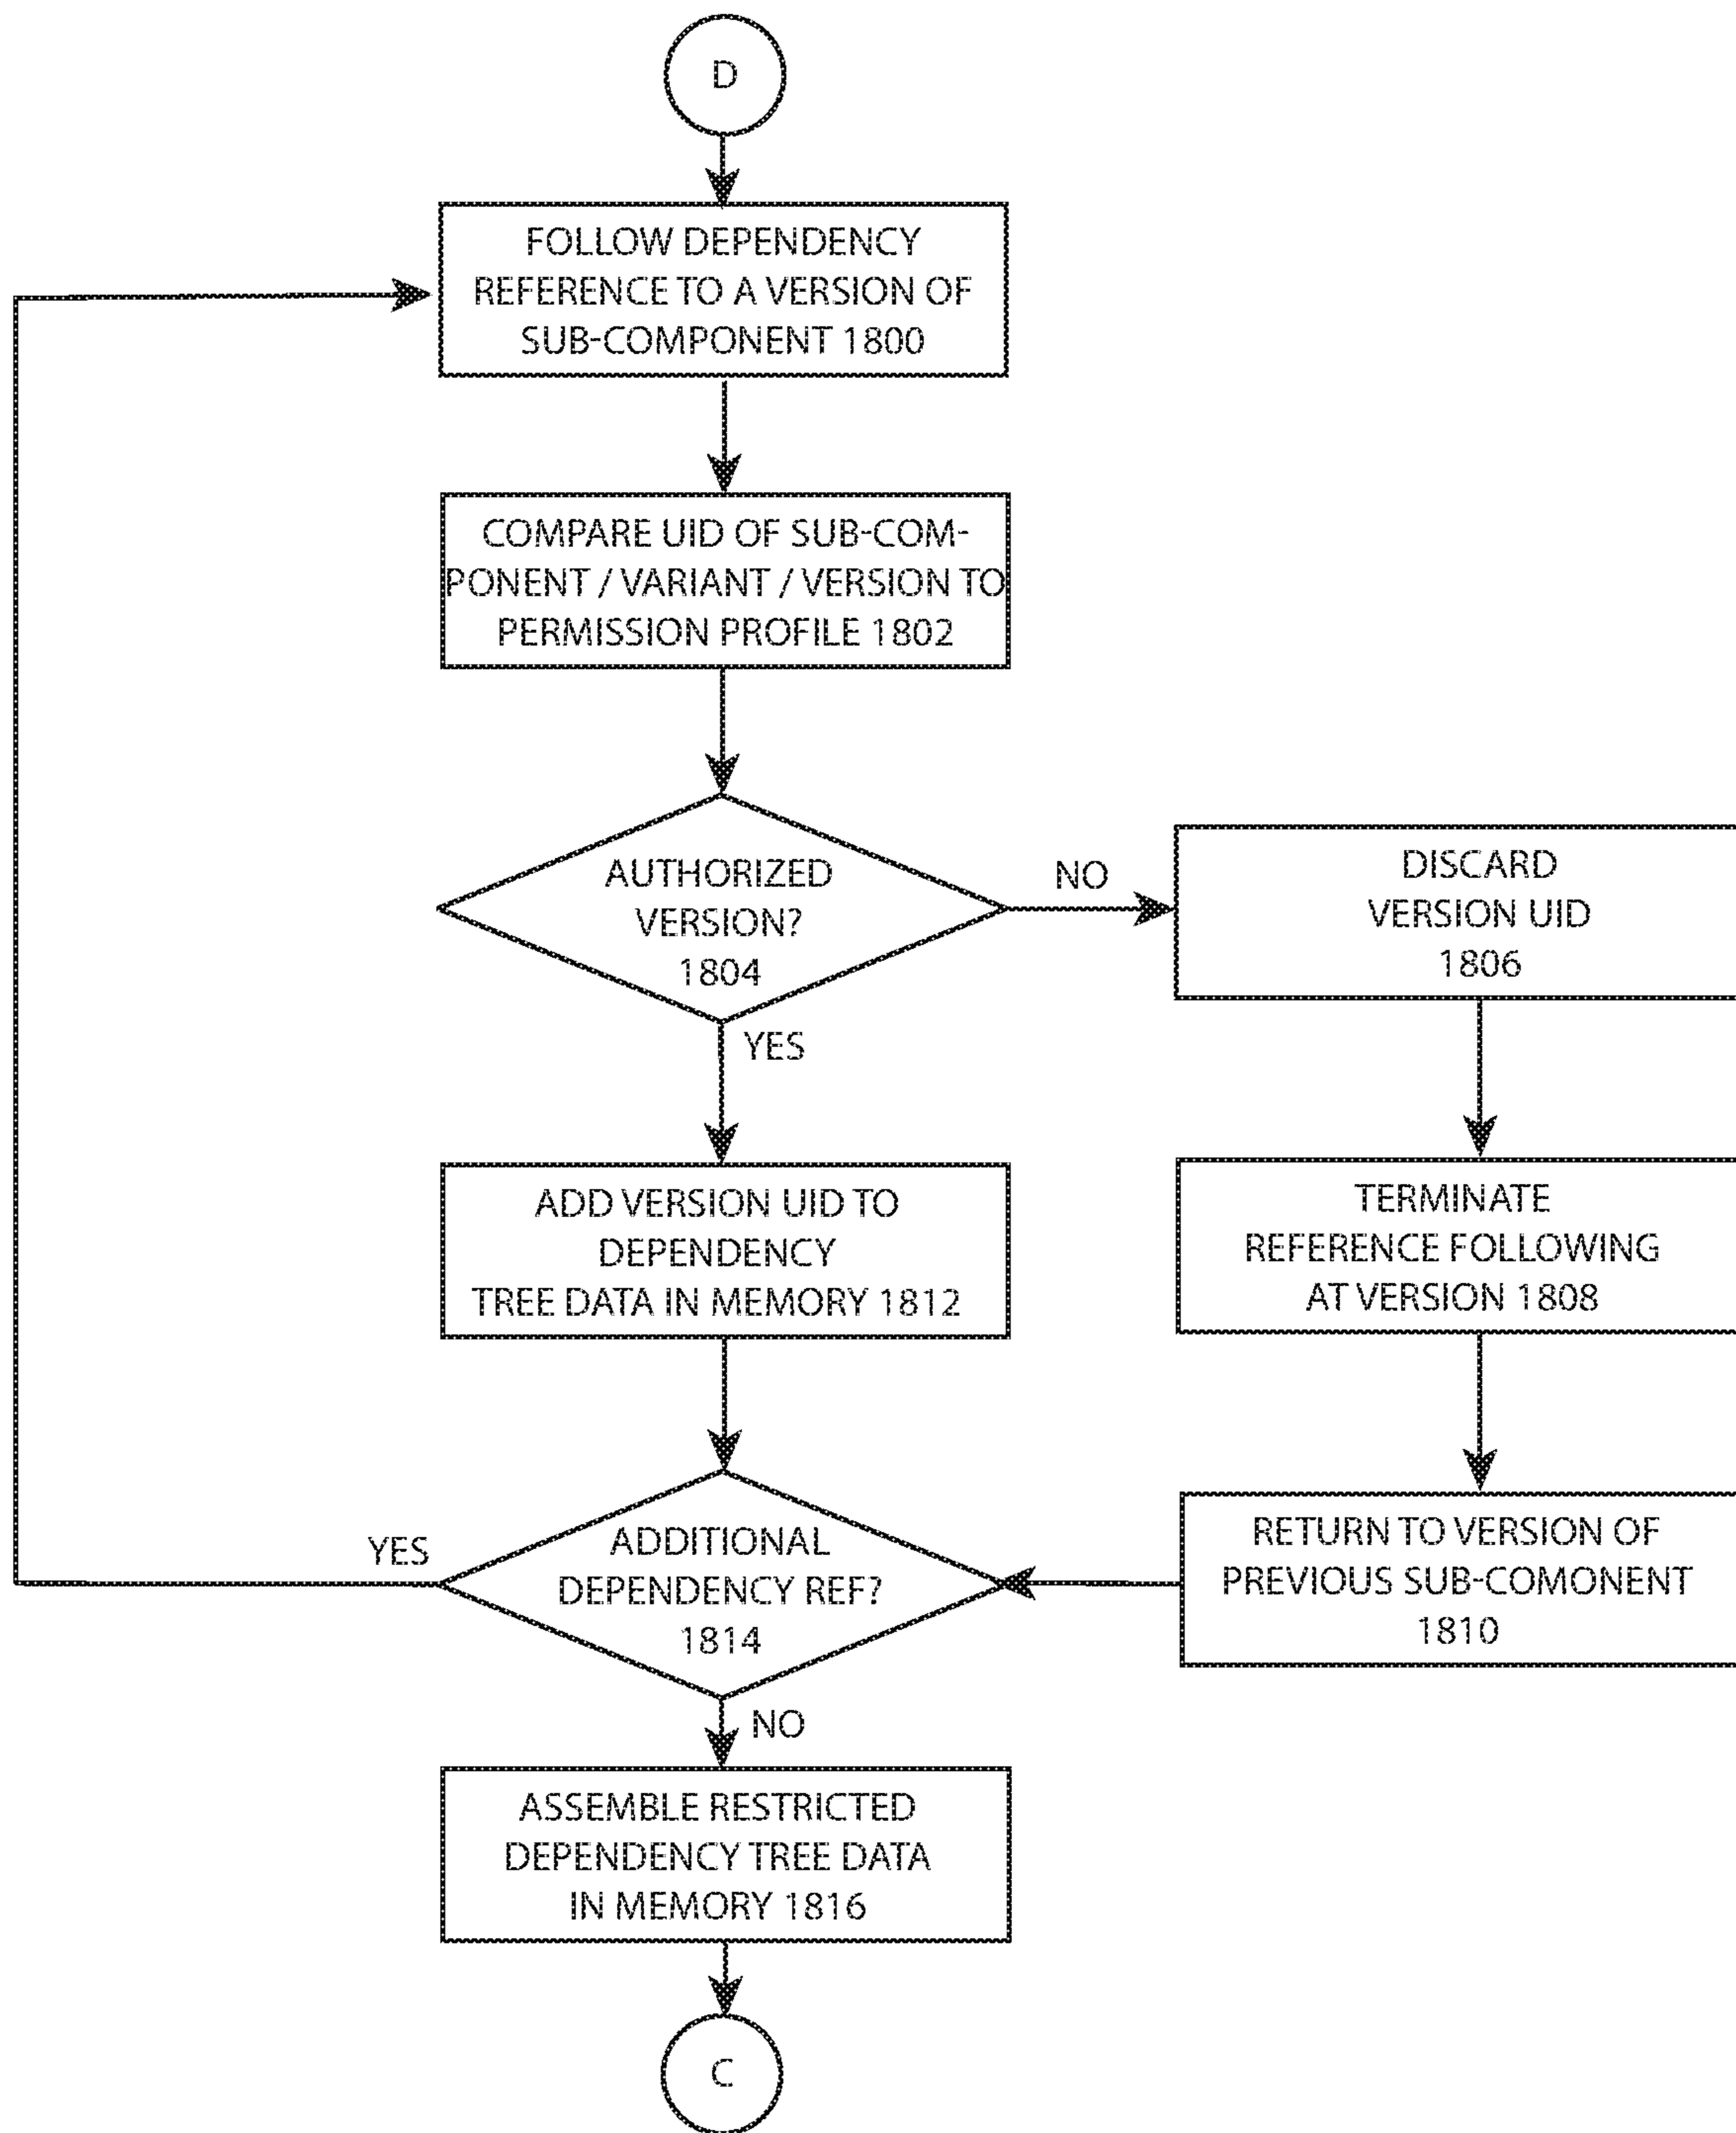 D
FOLLOW DEPENDENCY
REFERENCE TO A VERSION OF
SUB-COMPONENT 1800
COMPARE UID OF SUB-COM-
PONENT / VARIANT / VERSION TO
PERMISSION PROFILE 1802
AUTHORIZED
VERSION?
1804
NO
DISCARD
VERSION UID
1806
YES
ADD VERSION UID TO
DEPENDENCY
TREE DATA IN MEMORY 1812
TERMINATE
REFERENCE FOLLOWING
AT VERSION 1808
YES
ADDITIONAL
DEPENDENCY REF?
1814
RETURN TO VERSION OF
PREVIOUS SUB-COMONENT
1810
NO
ASSEMBLE RESTRICTED
DEPENDENCY TREE DATA
IN MEMORY 1816
C